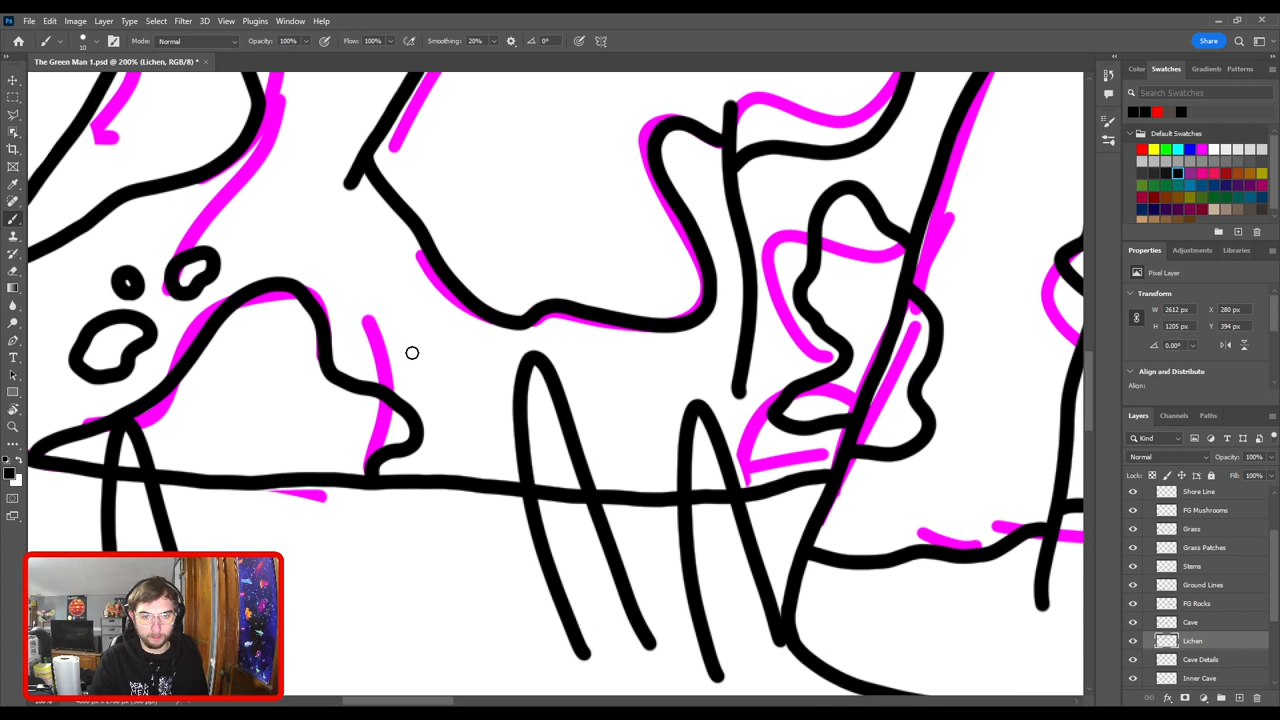 Ps File Edit Image Layer Type Select Filter 3D View Plugins Window Help
10 Mode: Normal Opacity: 100% Flow: 100% Smoothing: 20% 0° Share
The Green Man 1.psd @ 200% (Lichen, RGB/8) * ×
Color Swatches Gradients Patterns
Search Swatches
Default Swatches
Properties Adjustments Libraries
Pixel Layer
Transform
W 2612 px X 280 px
H 1205 px Y 394 px
0.00°
Align and Distribute
Align:
Layers Channels Paths
Kind
Normal Opacity: 100%
Lock: Fill: 100%
Shore Line
FG Mushrooms
Grass
Grass Patches
Stems
Ground Lines
FG Rocks
Cave
Lichen
Cave Details
Inner Cave
DEAD
MEN